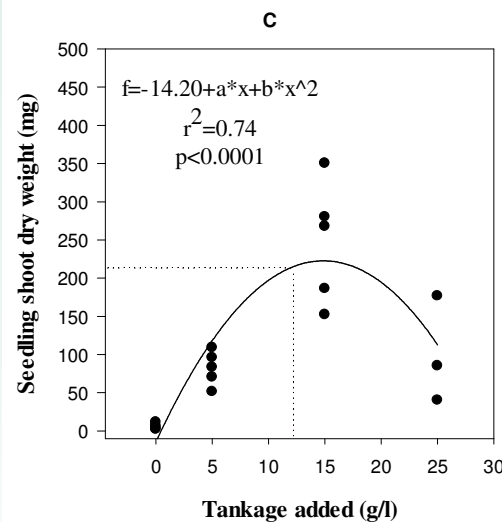 C
f=-14.20+a*x+b*x^2
r2=0.74
p<0.0001
Seedling shoot dry weight (mg)
500
450
400
350
300
250
200
150
100
50
0
0 5 10 15 20 25 30
Tankage added (g/l)